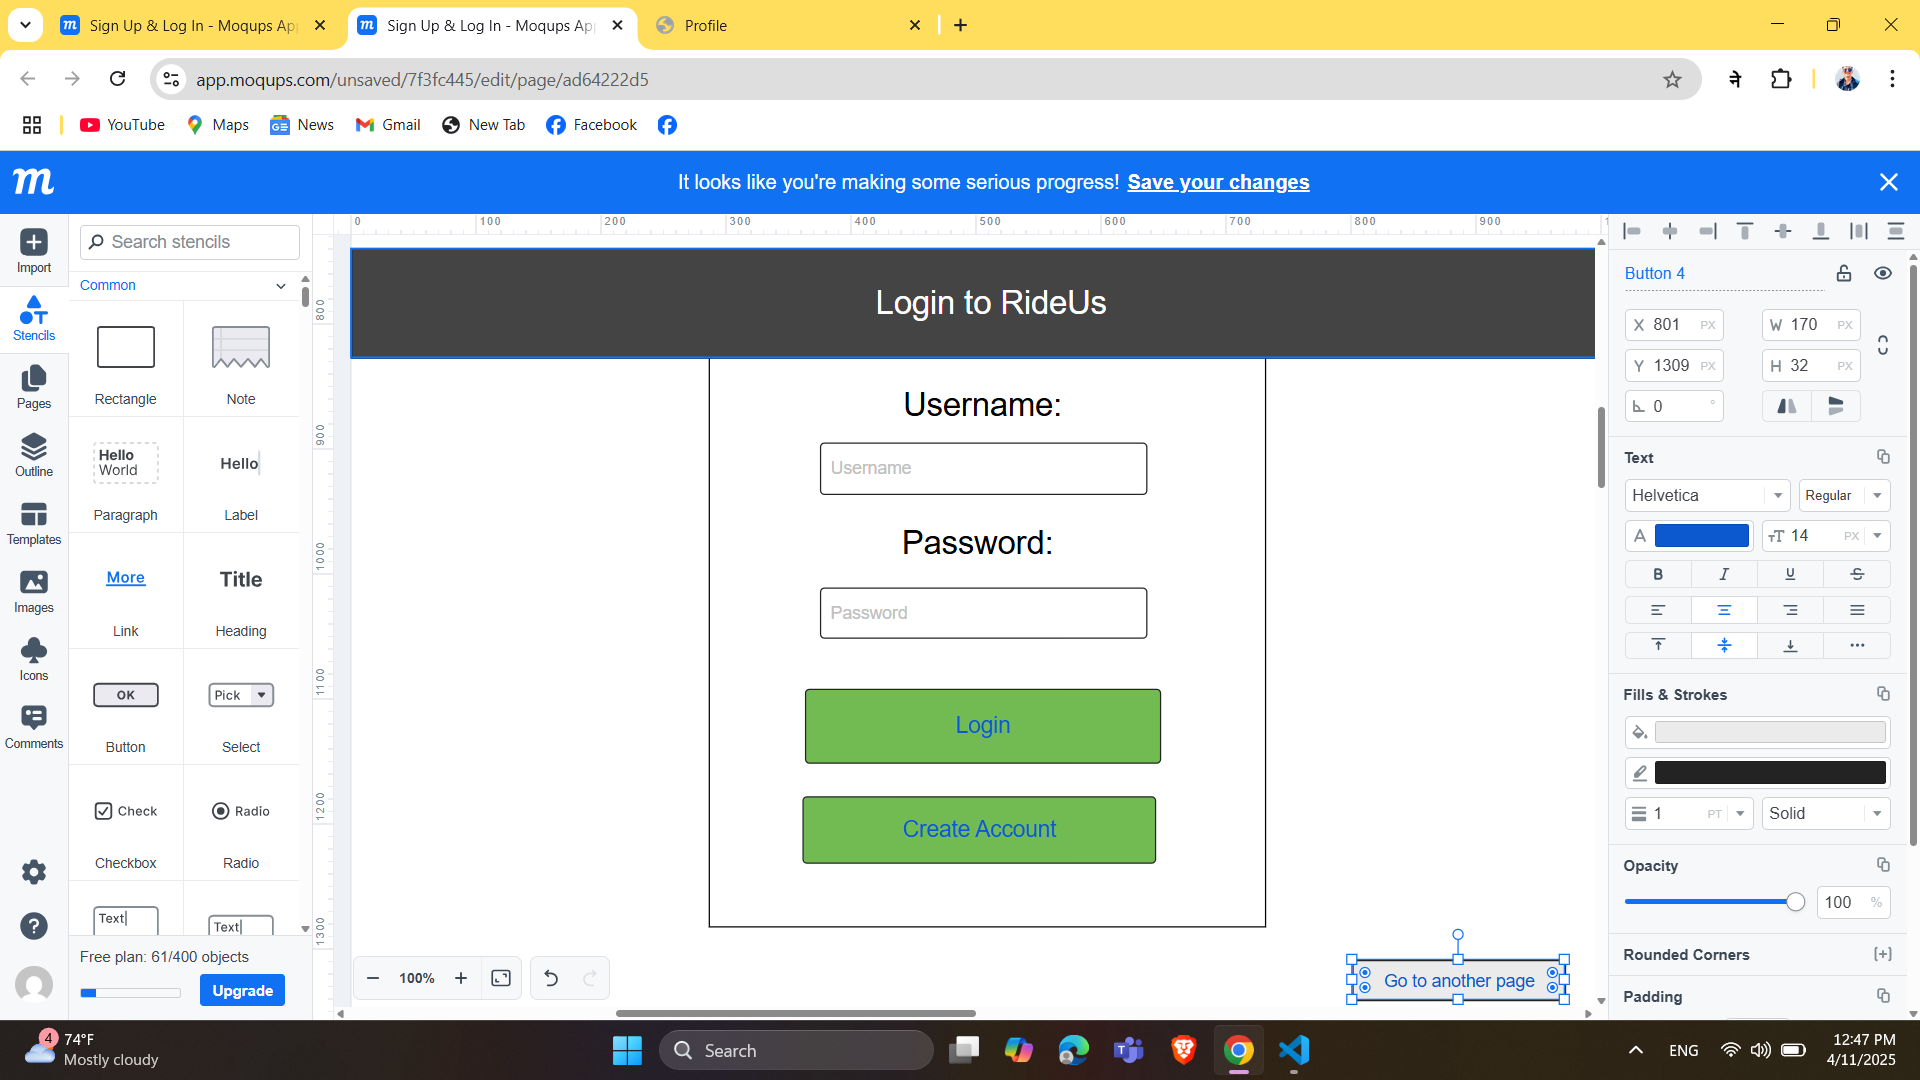 Sign Up & Log In - Moqups Ap
Sign Up & Log In - Moqups Ap
Profile
app.moqups.com/unsaved/7f3fc445/edit/page/ad64222d5
ने
YouTube
Maps
News
Gmail
New Tab
Facebook
m
It looks like you're making some serious progress! Save your changes
0 100 200 300 400 500 600 700 800 900
800
900
1000
1100
1200
1300
Import
Stencils
Pages
Outline
Templates
Images
Icons
Comments
Search stencils
Common
Rectangle
Note
Hello
World
Hello
Paragraph
Label
More
Title
Link
Heading
OK
Pick
Button
Select
Check
Radio
Checkbox
Radio
Text
Text
Free plan: 61/400 objects
Upgrade
Login to RideUs
Username:
Username
Password:
Password
Login
Create Account
Go to another page
100%
Button 4
X 801 PX
W 170 PX
Y 1309 PX
H 32 PX
0 °
Text
Helvetica
Regular
A
TT 14 PX
B I U S
Fills & Strokes
1 PT
Solid
Opacity
100 %
Rounded Corners
[+]
Padding
4
74°F
Mostly cloudy
Search
ENG
12:47 PM
4/11/2025